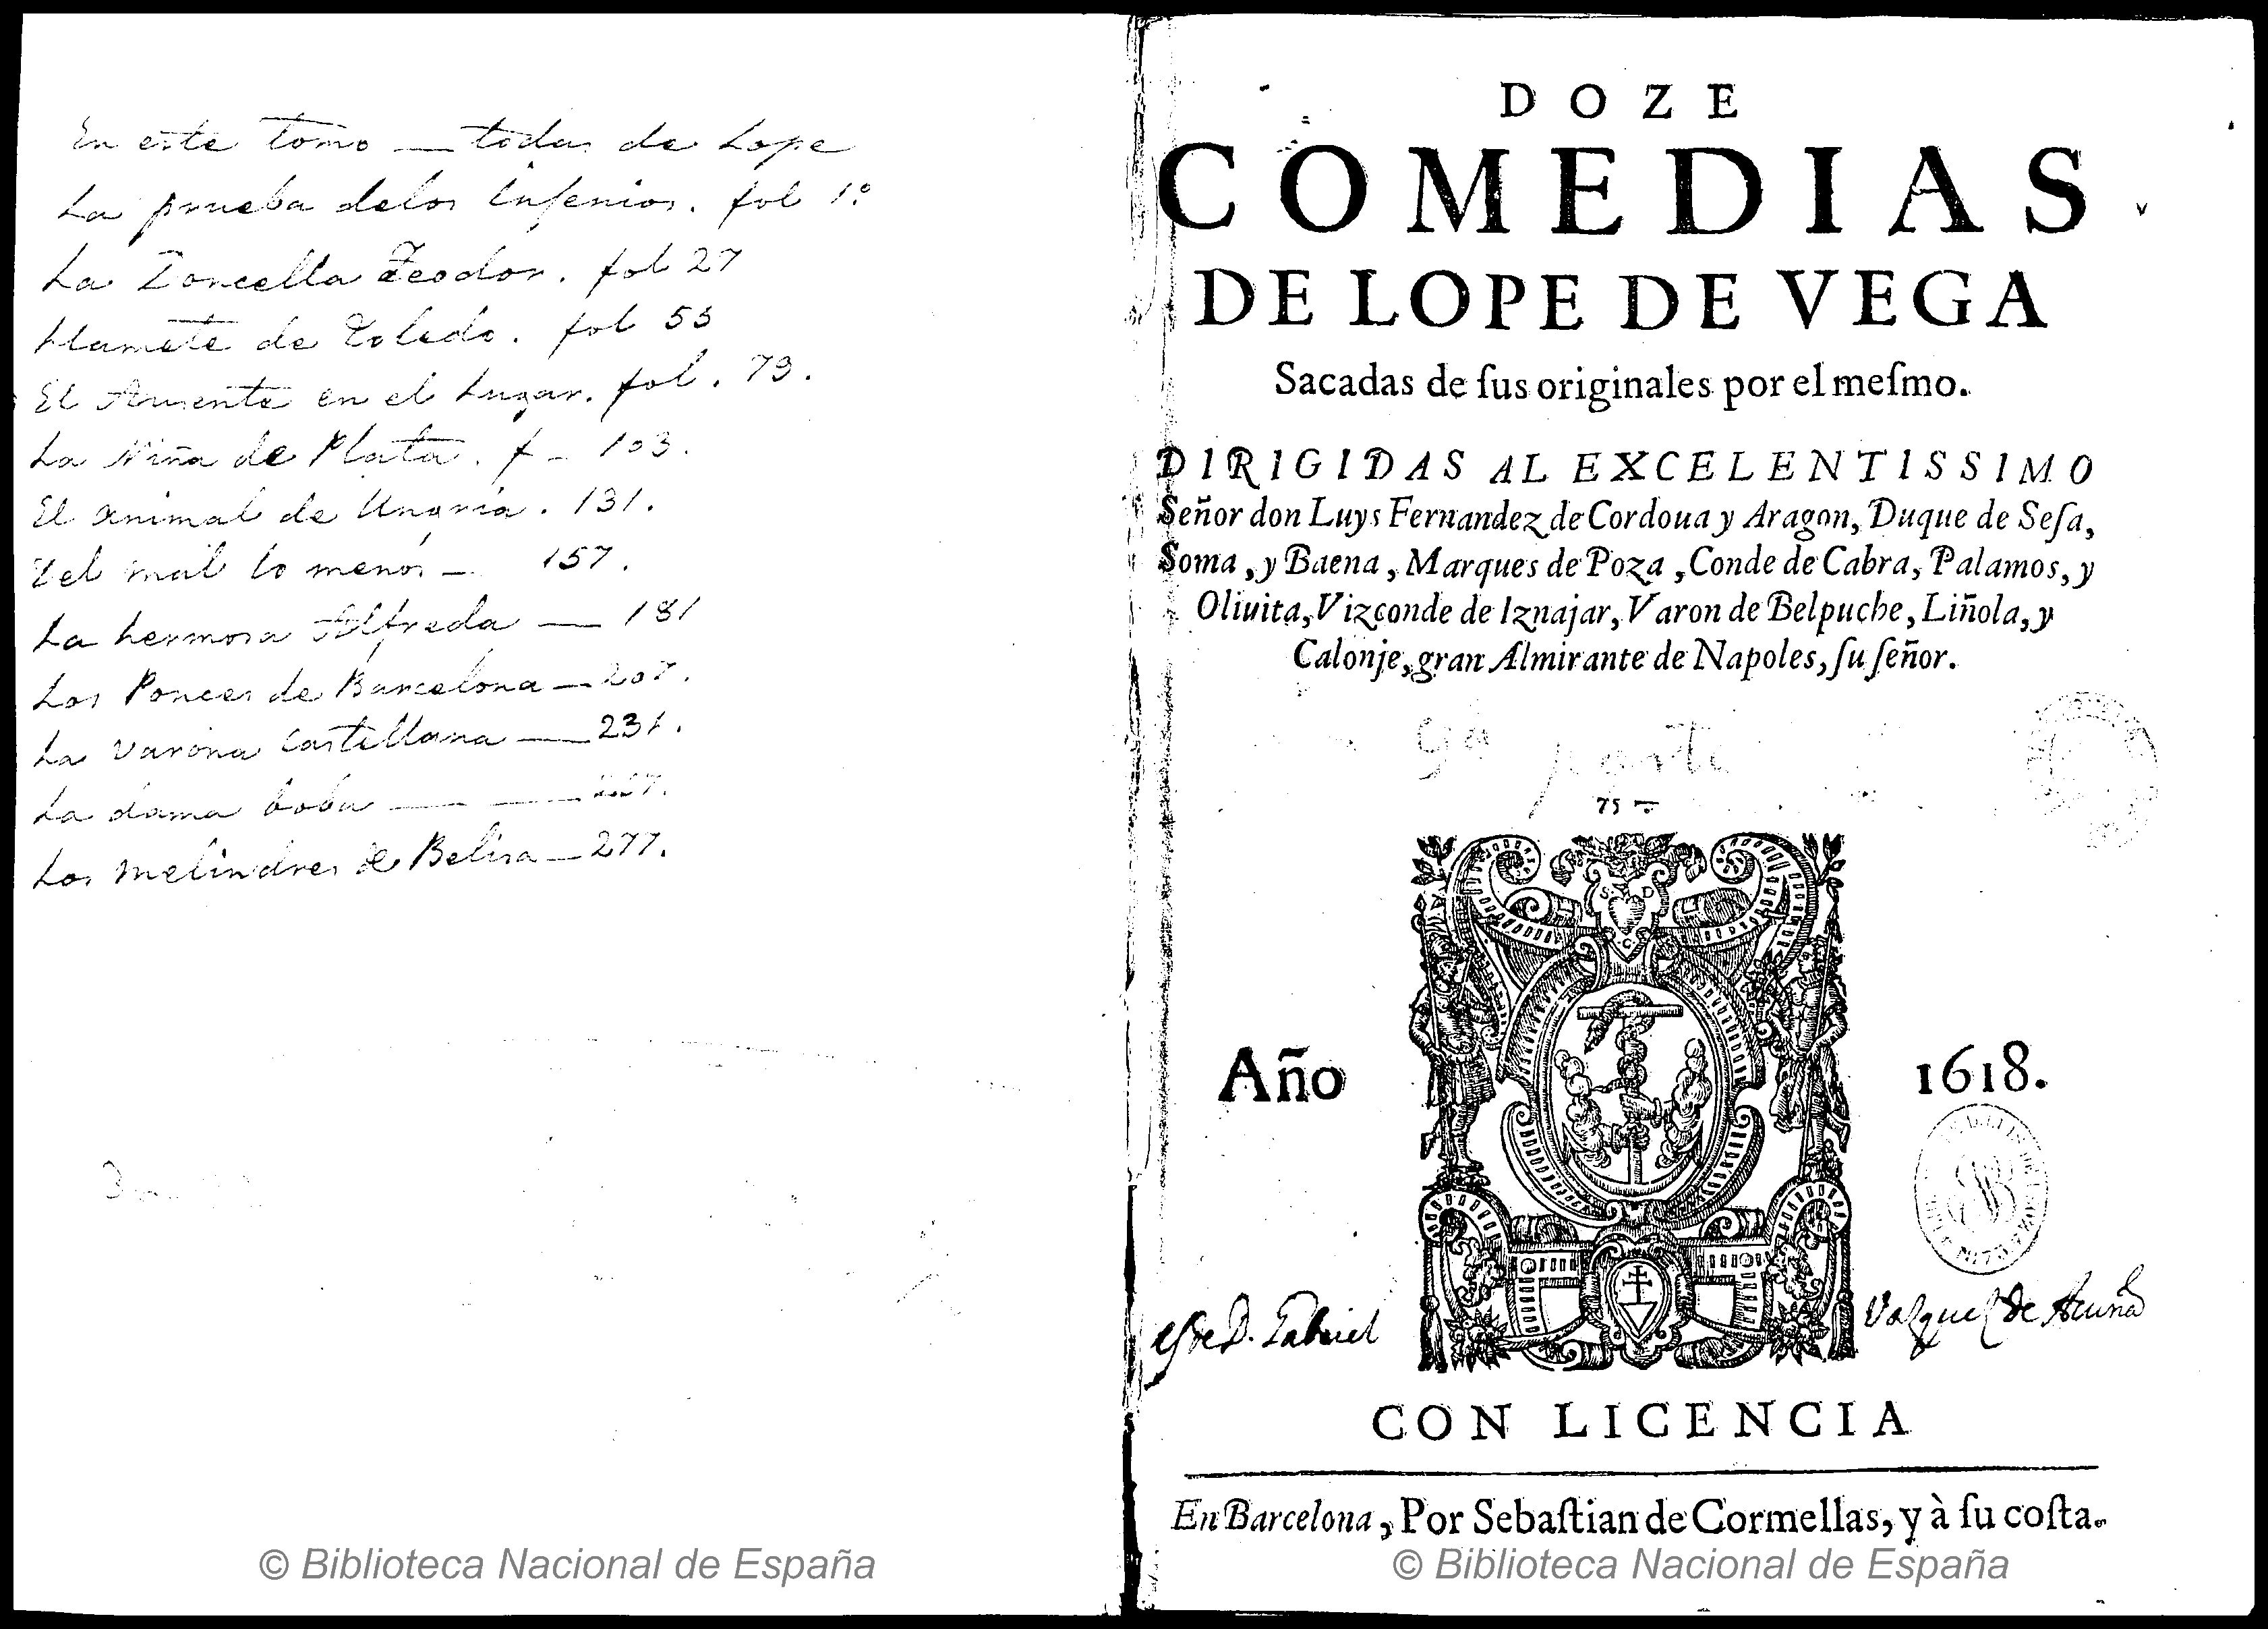 En este tomo — todas de Lope
La prueba delos Ingenios. fol 1º
La Doncella Teodor. fol 27
Hamete de Toledo. fol 55
El Ausente en el Lugar. fol. 73.
La Niña de Plata. f - 103.
El animal de Ungria. 131.
Del mal lo menos — 157.
La hermosa Alfreda — 181
Los Ponces de Barcelona — 207.
La varona Castellana — 231.
La dama boba —
Los melindres de Belisa — 277.
DOZE
COMEDIAS
DE LOPE DE VEGA
Sacadas de ſus originales por el meſmo.
DIRIGIDAS AL EXCELENTISSIMO
Señor don Luys Fernandez de Cordoua y Aragon, Duque de Seſa,
Soma, y Baena, Marques de Poza, Conde de Cabra, Palamos, y
Oliuita, Vizconde de Iznajar, Varon de Belpuche, Liñola, y
Calonje, gran Almirante de Napoles, ſu ſeñor.
9ª parte
75
S D
C
Año 1618.
D. Gabriel Vazquez de Acuña
CON LICENCIA
En Barcelona, Por Sebaſtian de Cormellas, y à ſu coſta.
© Biblioteca Nacional de España © Biblioteca Nacional de España